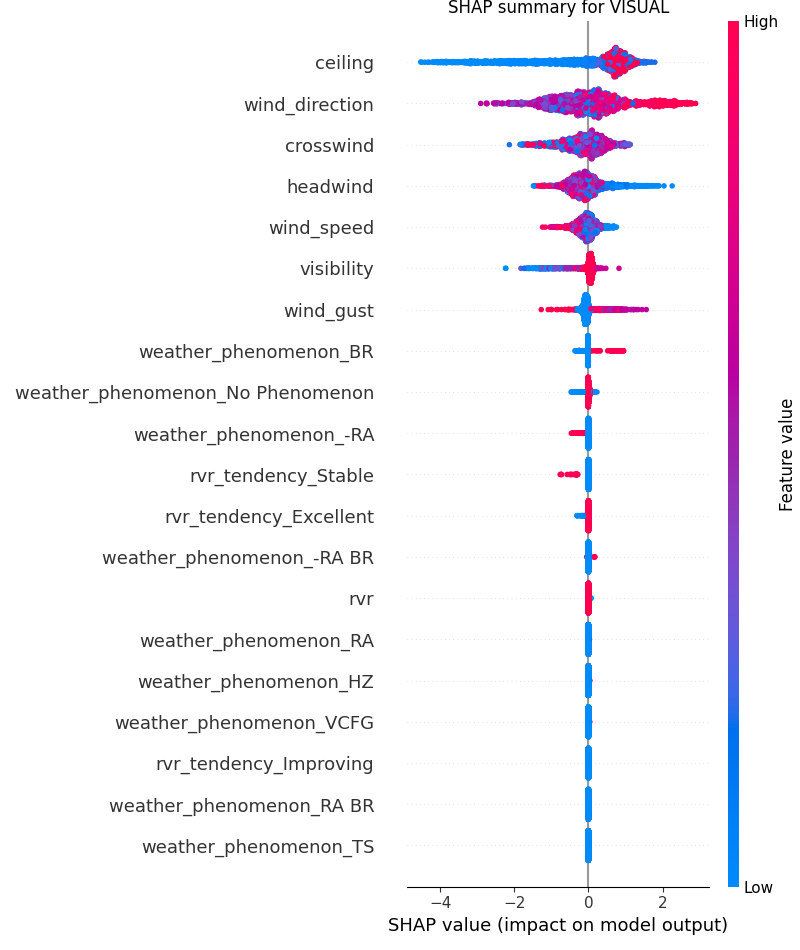 SHAP summary for VISUAL
High
ceiling
wind_direction
crosswind
headwind
wind_speed
visibility
wind_gust
weather_phenomenon_BR
weather_phenomenon_No Phenomenon
weather_phenomenon_-RA
rvr_tendency_Stable
rvr_tendency_Excellent
weather_phenomenon_-RA BR
rvr
weather_phenomenon_RA
weather_phenomenon_HZ
weather_phenomenon_VCFG
rvr_tendency_Improving
weather_phenomenon_RA BR
weather_phenomenon_TS
Feature value
Low
−4 −2 0 2
SHAP value (impact on model output)